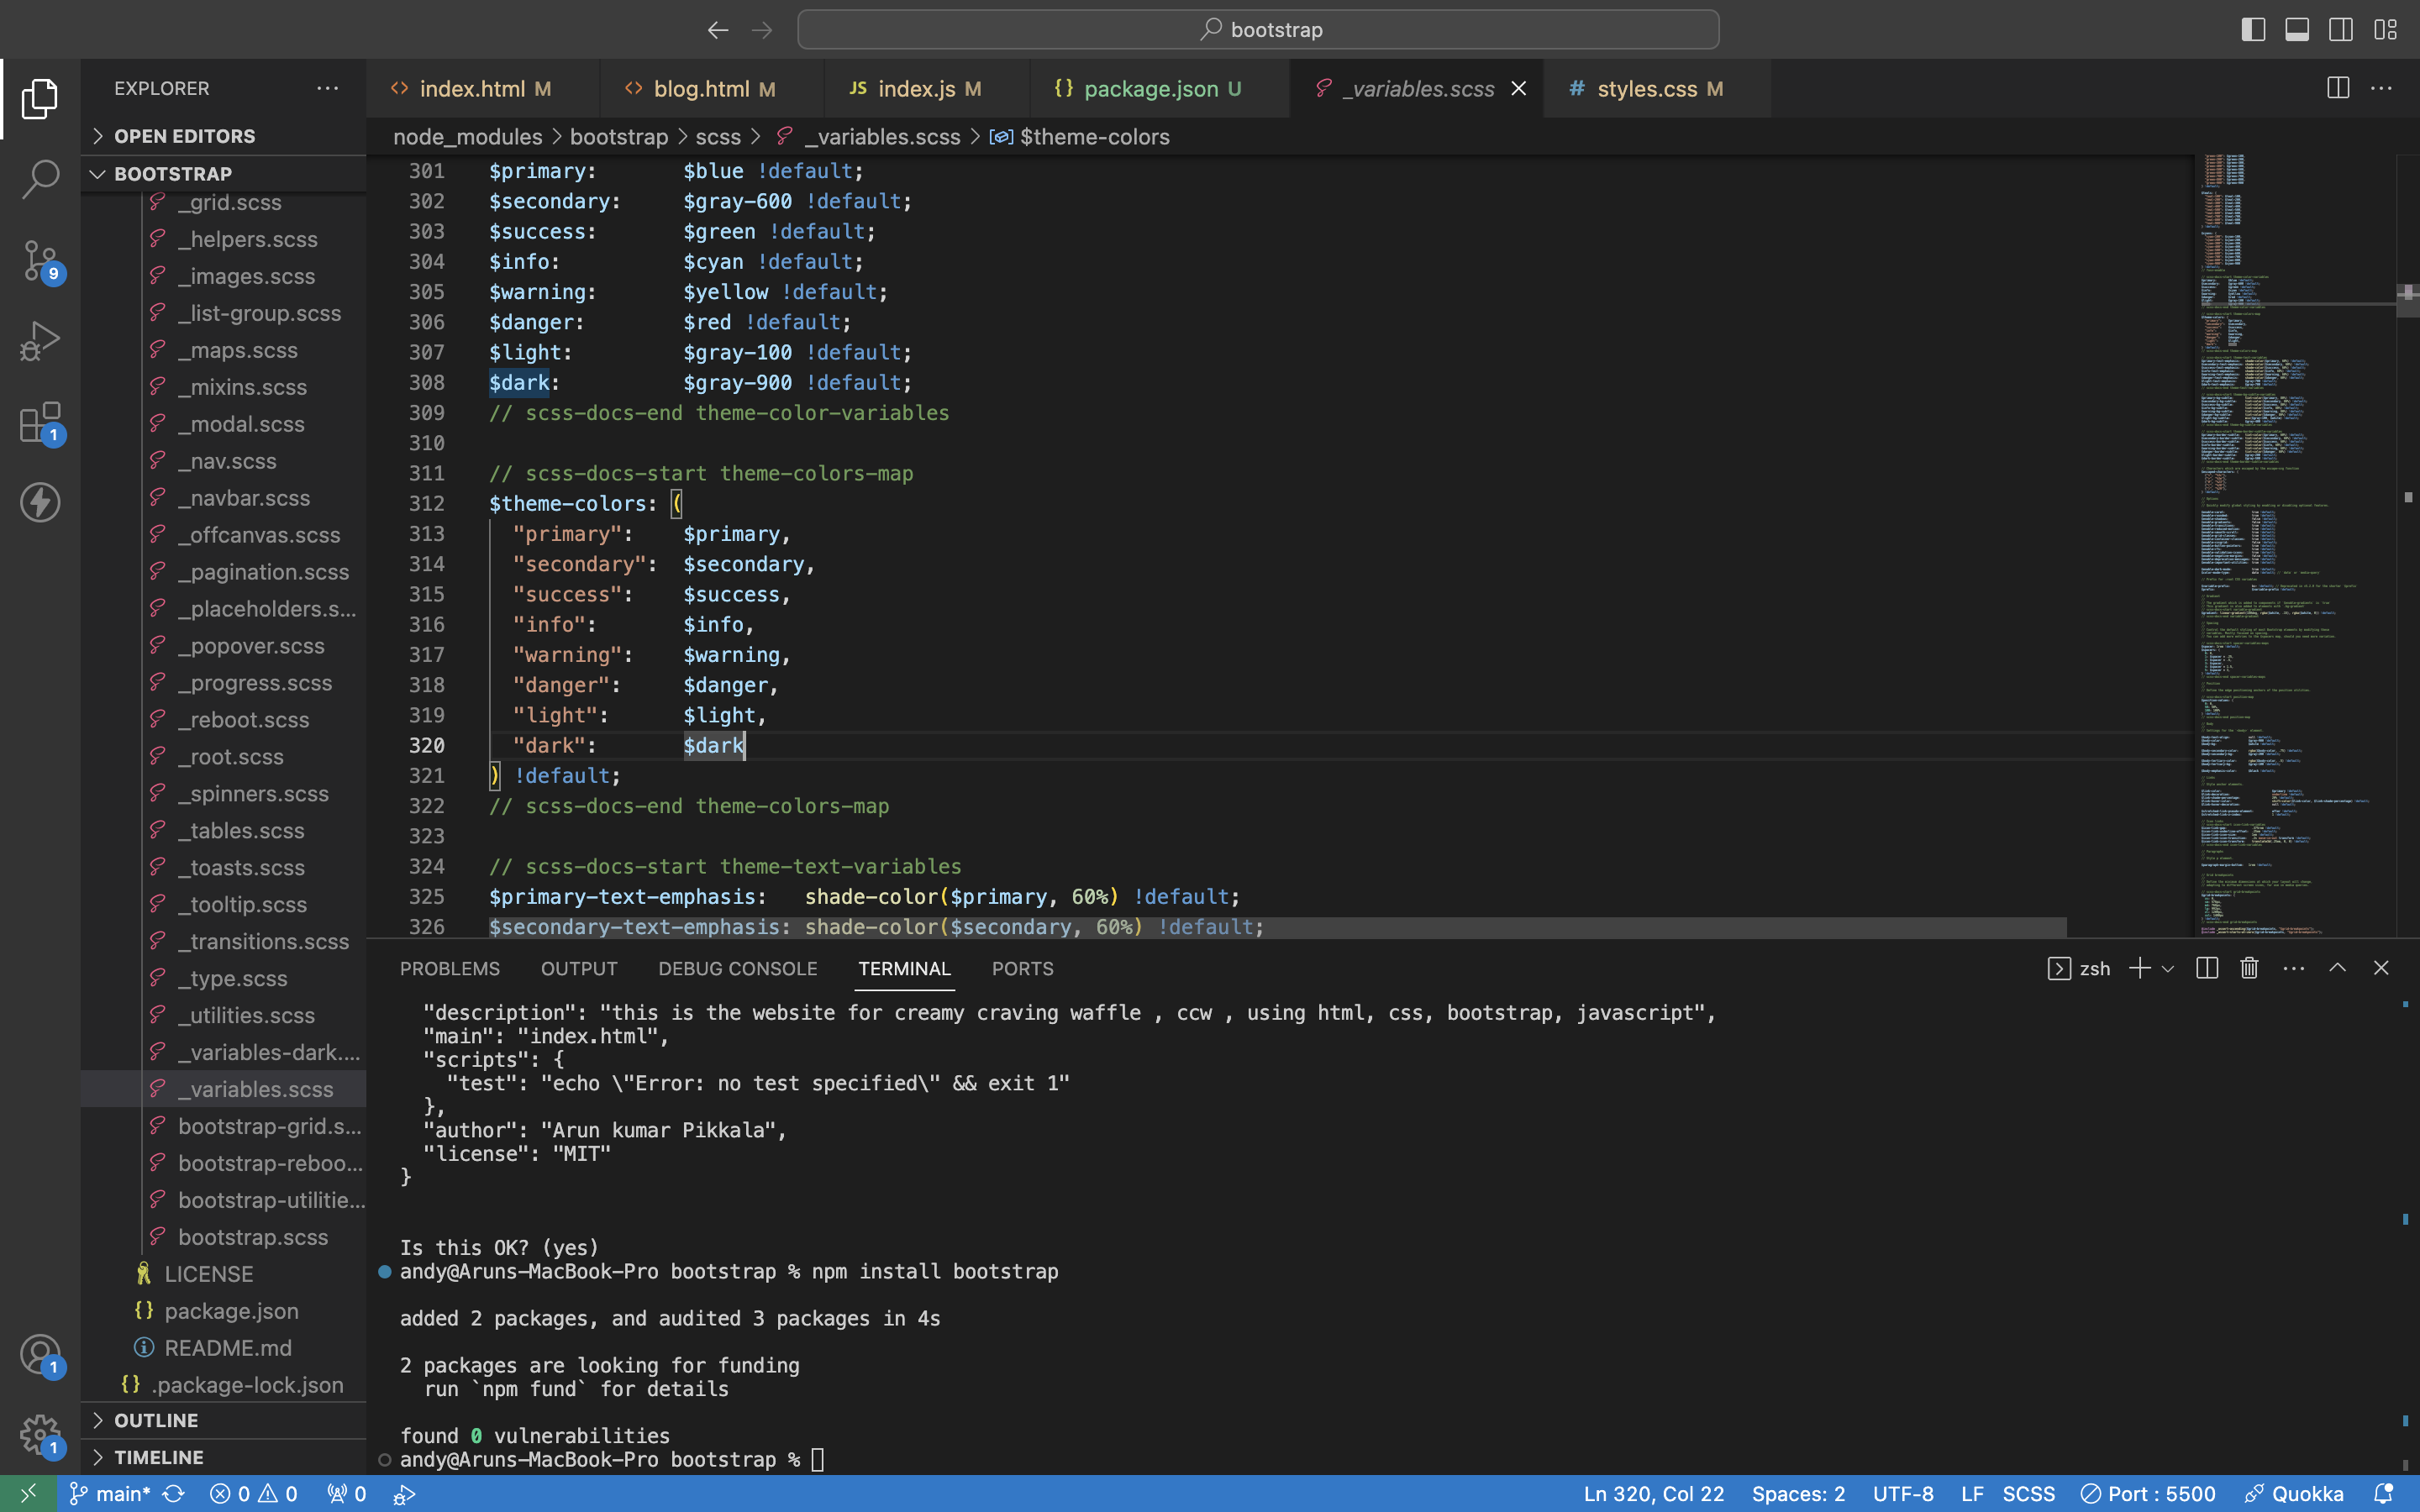 bootstrap
EXPLORER
OPEN EDITORS
BOOTSTRAP
_grid.scss
_helpers.scss
_images.scss
_list-group.scss
_maps.scss
_mixins.scss
_modal.scss
_nav.scss
_navbar.scss
_offcanvas.scss
_pagination.scss
_placeholders.s...
_popover.scss
_progress.scss
_reboot.scss
_root.scss
_spinners.scss
_tables.scss
_toasts.scss
_tooltip.scss
_transitions.scss
_type.scss
_utilities.scss
_variables-dark....
_variables.scss
bootstrap-grid.s...
bootstrap-reboo...
bootstrap-utilitie...
bootstrap.scss
LICENSE
package.json
README.md
.package-lock.json
OUTLINE
TIMELINE
9
1
1
1
index.html M
blog.html M
JS index.js M
{} package.json U
_variables.scss
# styles.css M
node_modules > bootstrap > scss > _variables.scss > $theme-colors
301 $primary: $blue !default;
302 $secondary: $gray-600 !default;
303 $success: $green !default;
304 $info: $cyan !default;
305 $warning: $yellow !default;
306 $danger: $red !default;
307 $light: $gray-100 !default;
308 $dark: $gray-900 !default;
309 // scss-docs-end theme-color-variables
310
311 // scss-docs-start theme-colors-map
312 $theme-colors: (
313 "primary": $primary,
314 "secondary": $secondary,
315 "success": $success,
316 "info": $info,
317 "warning": $warning,
318 "danger": $danger,
319 "light": $light,
320 "dark": $dark
321 ) !default;
322 // scss-docs-end theme-colors-map
323
324 // scss-docs-start theme-text-variables
325 $primary-text-emphasis: shade-color($primary, 60%) !default;
326 $secondary-text-emphasis: shade-color($secondary, 60%) !default;
PROBLEMS OUTPUT DEBUG CONSOLE TERMINAL PORTS
zsh
"description": "this is the website for creamy craving waffle , ccw , using html, css, bootstrap, javascript",
"main": "index.html",
"scripts": {
"test": "echo \"Error: no test specified\" && exit 1"
},
"author": "Arun kumar Pikkala",
"license": "MIT"
}
Is this OK? (yes)
andy@Aruns-MacBook-Pro bootstrap % npm install bootstrap
added 2 packages, and audited 3 packages in 4s
2 packages are looking for funding
run `npm fund` for details
found 0 vulnerabilities
andy@Aruns-MacBook-Pro bootstrap %
main* 0 0 0
Ln 320, Col 22 Spaces: 2 UTF-8 LF SCSS Port : 5500 Quokka